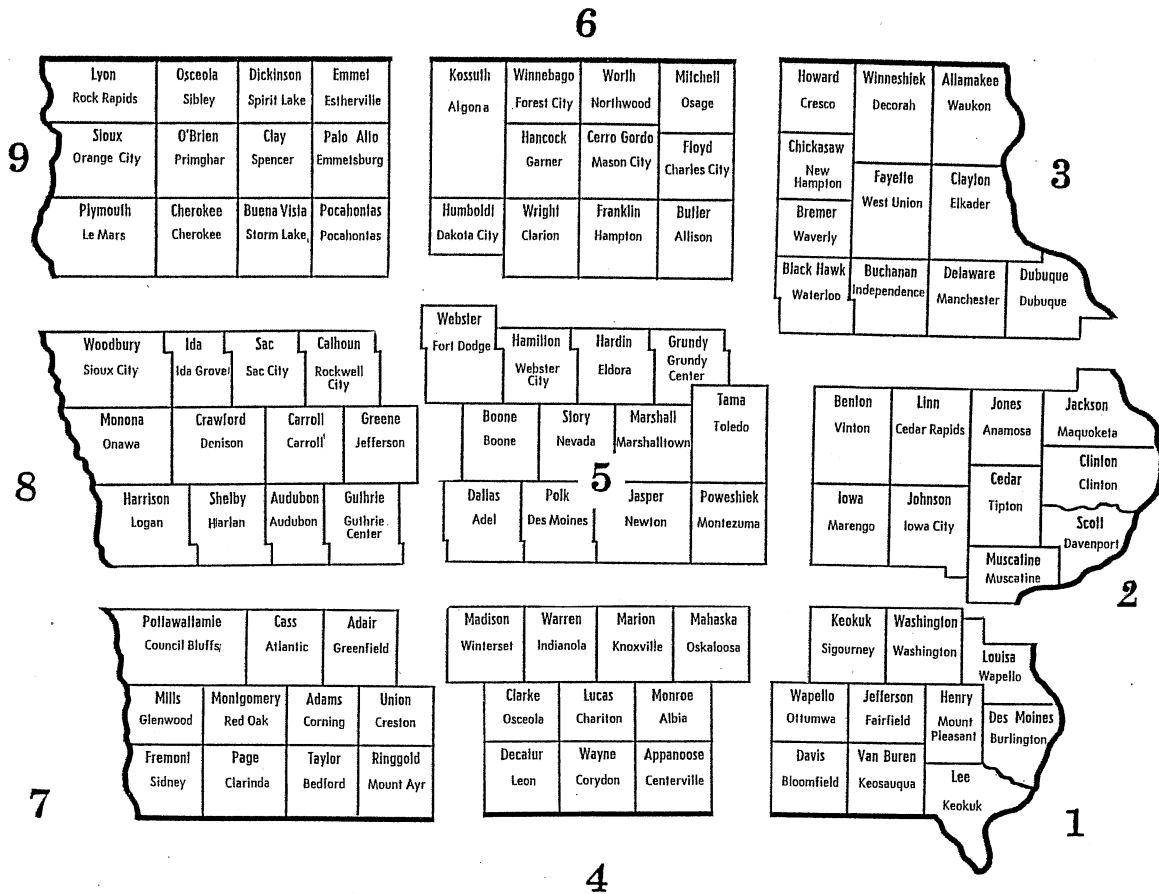 6
Lyon
Rock Rapids
Osceola
Sibley
Dickinson
Spirit Lake
Emmet
Estherville
Sioux
Orange City
O'Brien
Primghar
Clay
Spencer
Palo Alto
Emmetsburg
9
Plymouth
Le Mars
Cherokee
Cherokee
Buena Vista
Storm Lake
Pocahontas
Pocahontas
Kossuth
Algona
Winnebago
Forest City
Worth
Northwood
Mitchell
Osage
Hancock
Garner
Cerro Gordo
Mason City
Floyd
Charles City
Humboldt
Dakota City
Wright
Clarion
Franklin
Hampton
Butler
Allison
Howard
Cresco
Winneshiek
Decorah
Allamakee
Waukon
Chickasaw
New
Hampton
Fayette
West Union
Clayton
Elkader
3
Bremer
Waverly
Black Hawk
Waterloo
Buchanan
Independence
Delaware
Manchester
Dubuque
Dubuque
Woodbury
Sioux City
Ida
Ida Grove
Sac
Sac City
Calhoun
Rockwell
City
Monona
Onawa
Crawford
Denison
Carroll
Carroll
Greene
Jefferson
8
Harrison
Logan
Shelby
Harlan
Audubon
Audubon
Guthrie
Guthrie
Center
Webster
Fort Dodge
Hamilton
Webster
City
Hardin
Eldora
Grundy
Grundy
Center
Tama
Toledo
Boone
Boone
Story
Nevada
Marshall
Marshalltown
5
Dallas
Adel
Polk
Des Moines
Jasper
Newton
Poweshiek
Montezuma
Benton
Vinton
Linn
Cedar Rapids
Jones
Anamosa
Jackson
Maquoketa
Clinton
Clinton
Cedar
Tipton
Iowa
Marengo
Johnson
Iowa City
Scott
Davenport
Muscatine
Muscatine
2
Pottawattamie
Council Bluffs
Cass
Atlantic
Adair
Greenfield
Mills
Glenwood
Montgomery
Red Oak
Adams
Corning
Union
Creston
Fremont
Sidney
Page
Clarinda
Taylor
Bedford
Ringgold
Mount Ayr
7
Madison
Winterset
Warren
Indianola
Marion
Knoxville
Mahaska
Oskaloosa
Clarke
Osceola
Lucas
Chariton
Monroe
Albia
Decatur
Leon
Wayne
Corydon
Appanoose
Centerville
4
Keokuk
Sigourney
Washington
Washington
Louisa
Wapello
Wapello
Ottumwa
Jefferson
Fairfield
Henry
Mount
Pleasant
Des Moines
Burlington
Davis
Bloomfield
Van Buren
Keosauqua
Lee
Keokuk
1